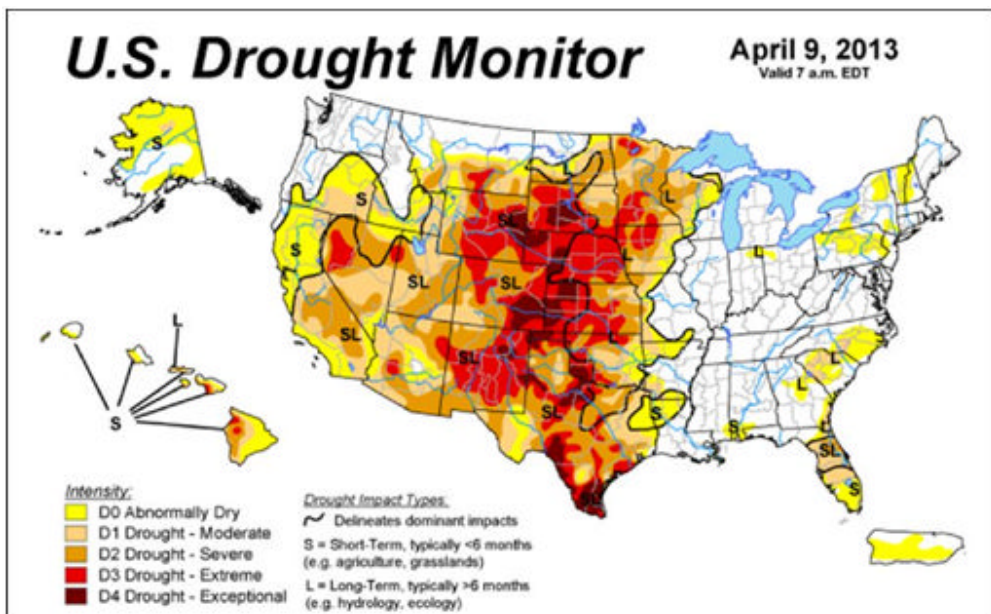 U.S. Drought Monitor
April 9, 2013
Valid 7 a.m. EDT
S
L
S
L
L
S
SL
S
L
L
SL
SL
L
SL
L
SL
L
L
L
SL
S
S
L
SL
S
SL
S
Intensity:
D0 Abnormally Dry
D1 Drought - Moderate
D2 Drought - Severe
D3 Drought - Extreme
D4 Drought - Exceptional
Drought Impact Types:
Delineates dominant impacts
S = Short-Term, typically <6 months
(e.g. agriculture, grasslands)
L = Long-Term, typically >6 months
(e.g. hydrology, ecology)